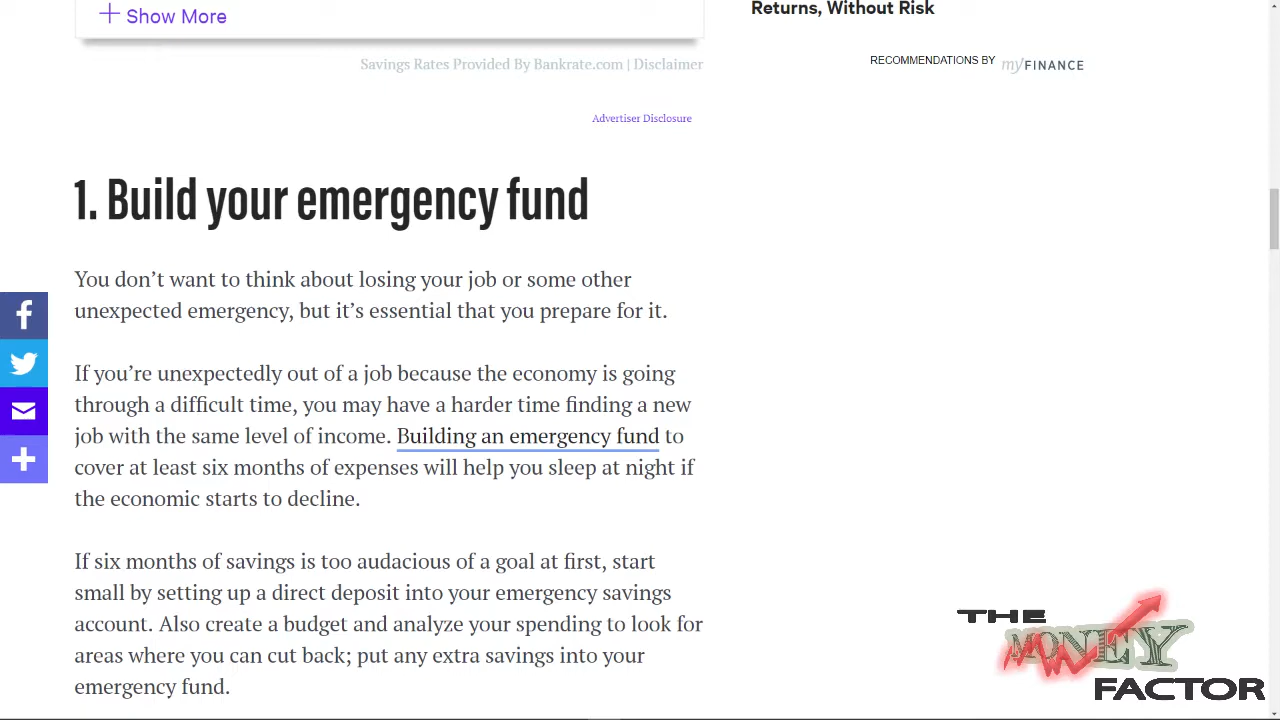 Show More
Returns, Without Risk
Savings Rates Provided By Bankrate.com | Disclaimer
RECOMMENDATIONS BY my FINANCE
Advertiser Disclosure
1. Build your emergency fund
You don’t want to think about losing your job or some other
unexpected emergency, but it’s essential that you prepare for it.
If you’re unexpectedly out of a job because the economy is going
through a difficult time, you may have a harder time finding a new
job with the same level of income. Building an emergency fund to
cover at least six months of expenses will help you sleep at night if
the economic starts to decline.
If six months of savings is too audacious of a goal at first, start
small by setting up a direct deposit into your emergency savings
account. Also create a budget and analyze your spending to look for
areas where you can cut back; put any extra savings into your
emergency fund.
THE
MONEY
FACTOR